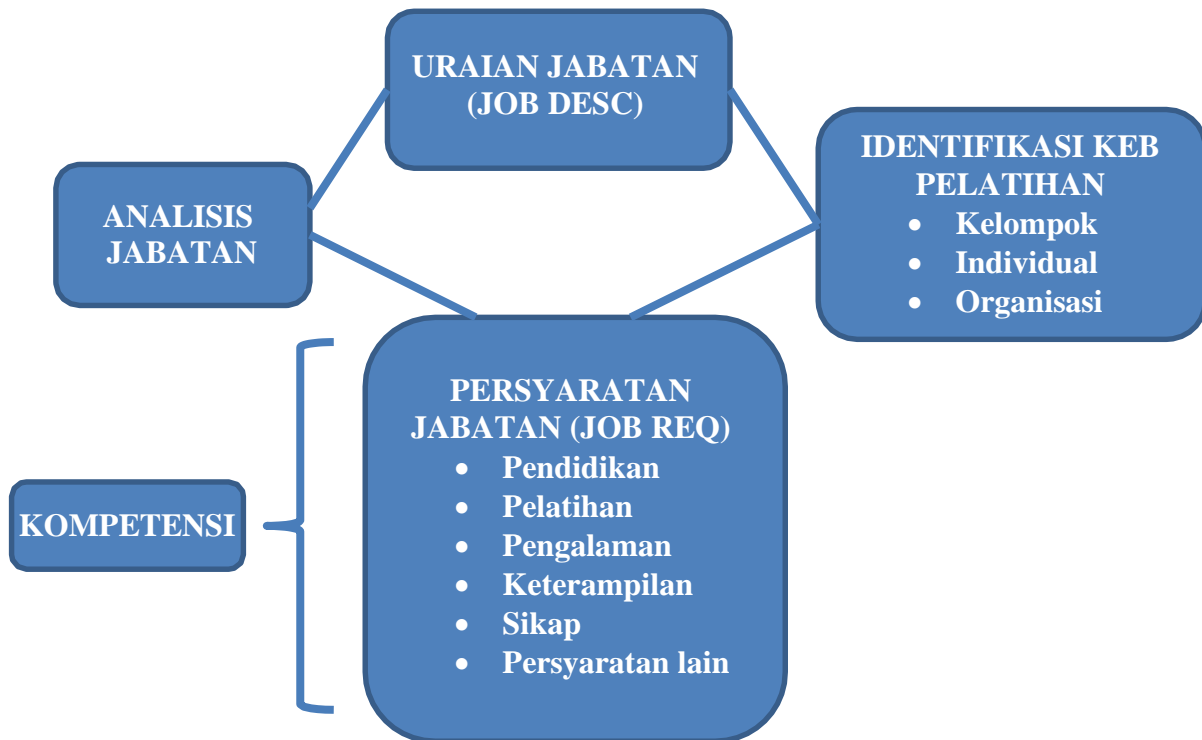 URAIAN JABATAN
(JOB DESC)
IDENTIFIKASI KEB
PELATIHAN
• Kelompok
• Individual
• Organisasi
ANALISIS
JABATAN
PERSYARATAN
JABATAN (JOB REQ)
• Pendidikan
• Pelatihan
• Pengalaman
• Keterampilan
• Sikap
• Persyaratan lain
KOMPETENSI